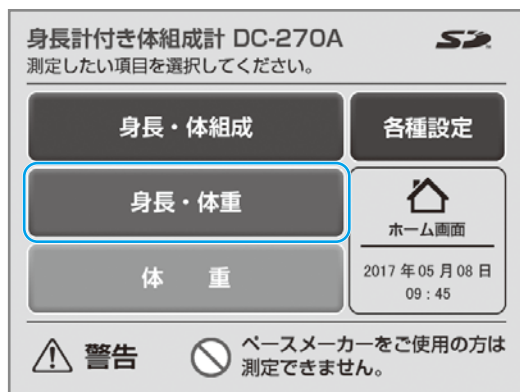 身長計付き体組成計 DC-270A
SD
測定したい項目を選択してください。
身長・体組成
各種設定
身長・体重
ホーム画面
体 重
2017 年 05 月 08 日
09 : 45
警告
ペースメーカーをご使用の方は
測定できません。